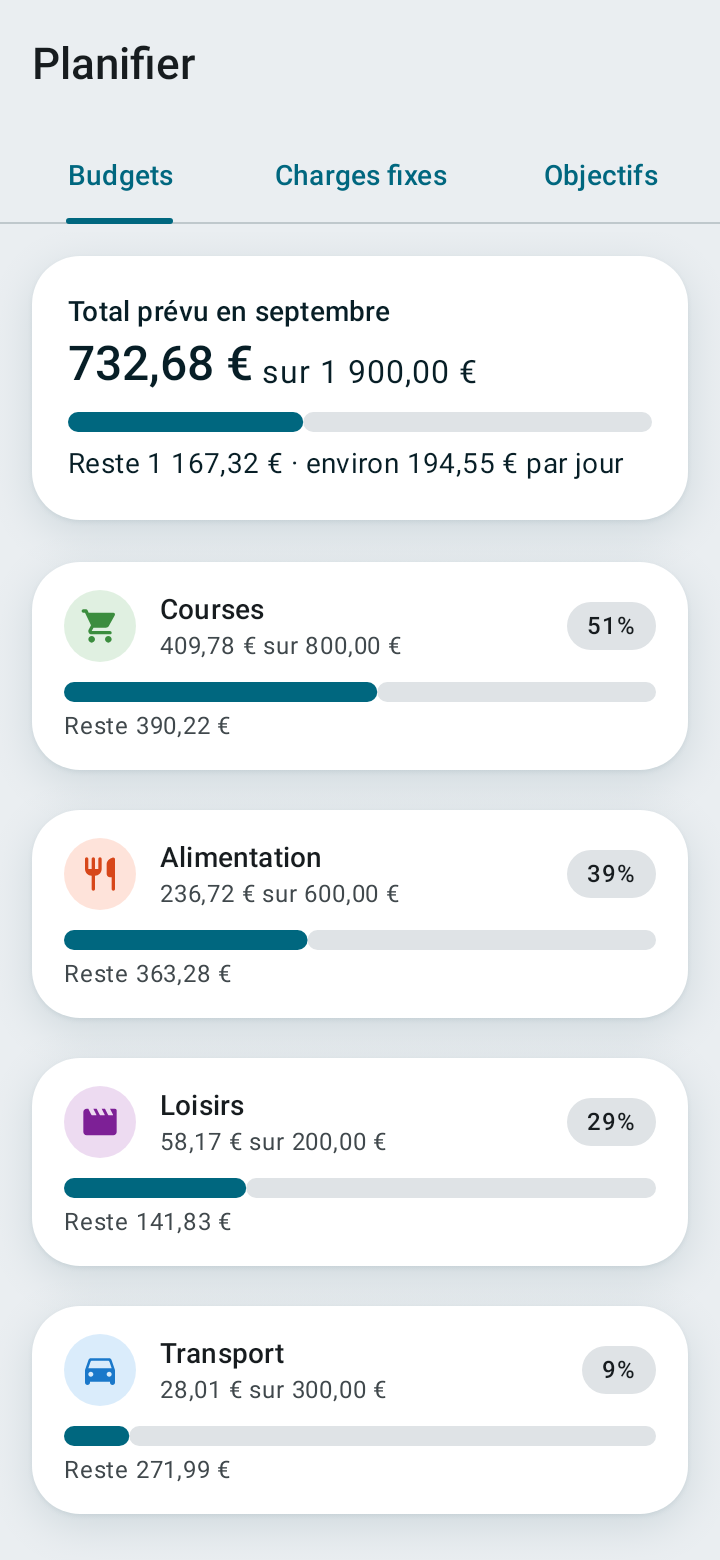 Planifier
Budgets Charges fixes Objectifs
Total prévu en septembre
732,68 € sur 1 900,00 €
Reste 1 167,32 € · environ 194,55 € par jour
Courses
409,78 € sur 800,00 €
51%
Reste 390,22 €
Alimentation
236,72 € sur 600,00 €
39%
Reste 363,28 €
Loisirs
58,17 € sur 200,00 €
29%
Reste 141,83 €
Transport
28,01 € sur 300,00 €
9%
Reste 271,99 €